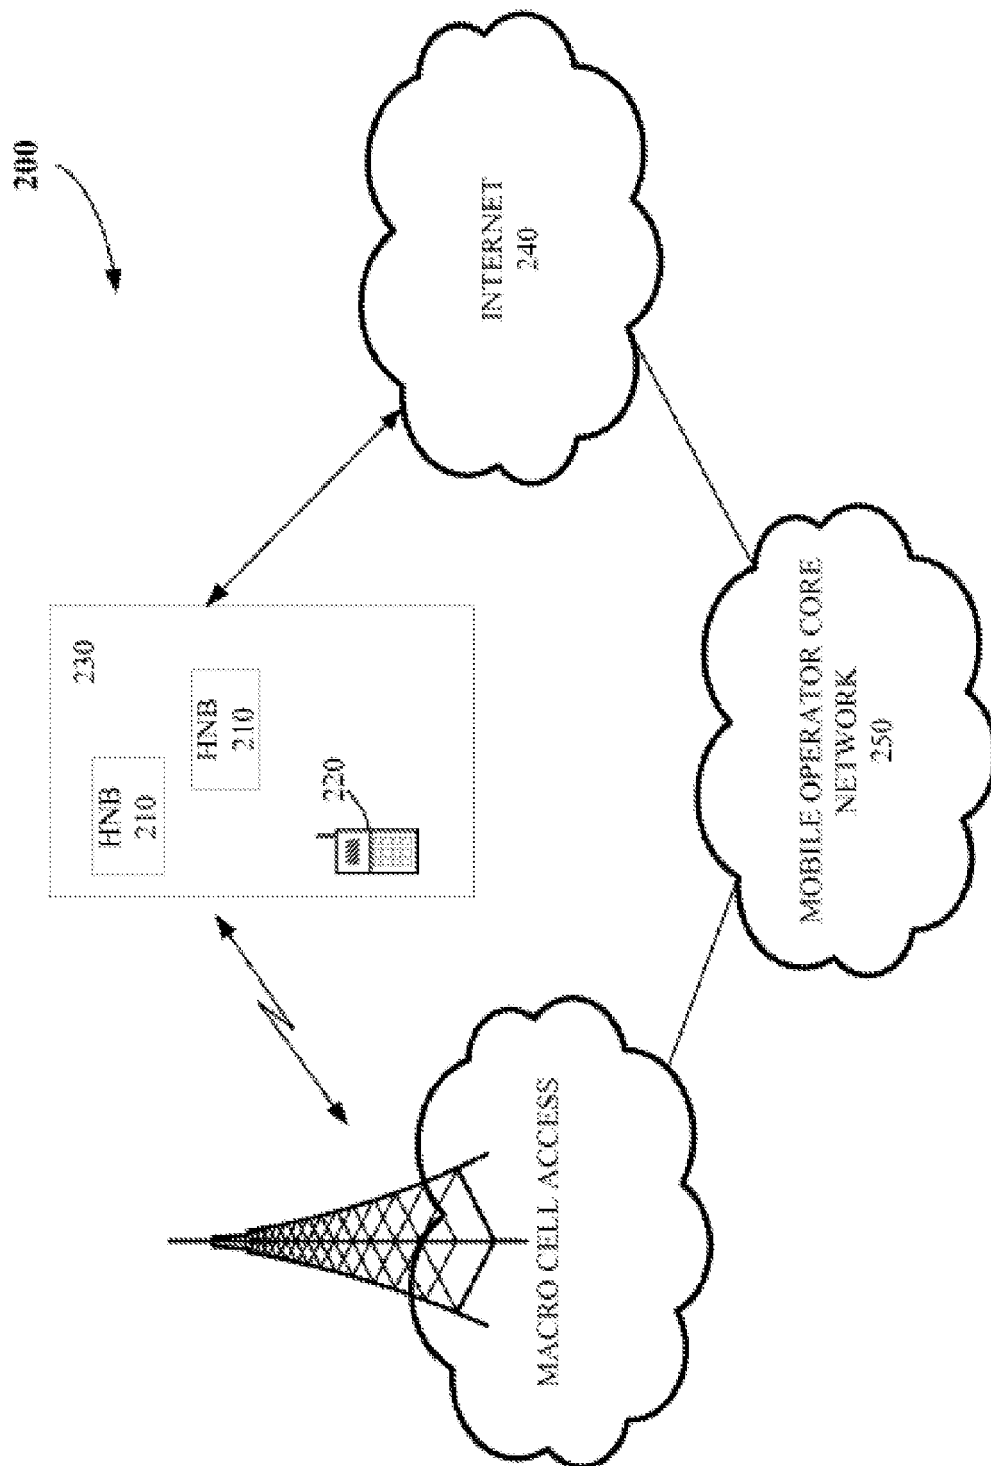 200
230
HNB
210
HNB
210
220
INTERNET
240
MACRO CELL ACCESS
MOBILE OPERATOR CORE
NETWORK
250